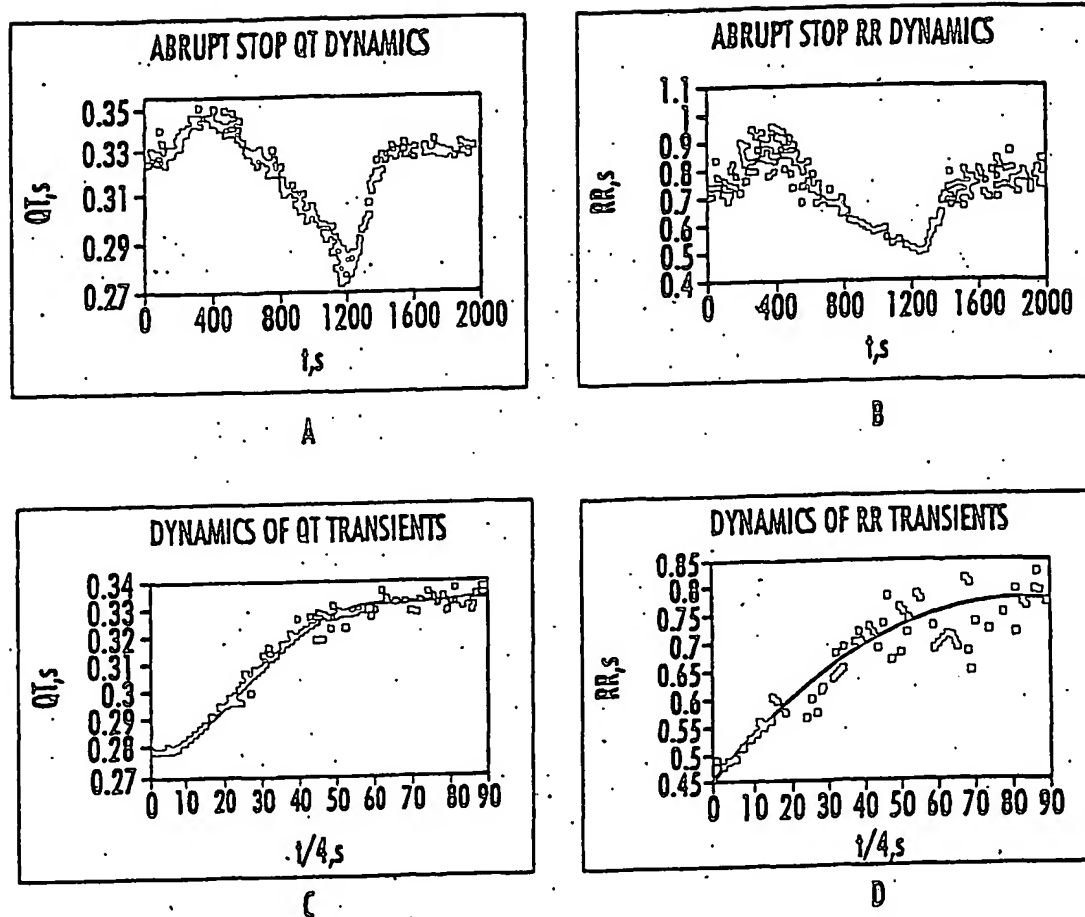 ABRUPT STOP QT DYNAMICS
QT,s
0.35
0.33
0.31
0.29
0.27
0 400 800 1200 1600 2000
t,s
A
ABRUPT STOP RR DYNAMICS
RR,s
1.1
1
0.9
0.8
0.7
0.6
0.5
0.4
0 400 800 1200 1600 2000
t,s
B
DYNAMICS OF QT TRANSIENTS
QT,s
0.34
0.33
0.32
0.31
0.3
0.29
0.28
0.27
0 10 20 30 40 50 60 70 80 90
t/4,s
C
DYNAMICS OF RR TRANSIENTS
RR,s
0.85
0.8
0.75
0.7
0.65
0.6
0.55
0.5
0.45
0 10 20 30 40 50 60 70 80 90
t/4,s
D